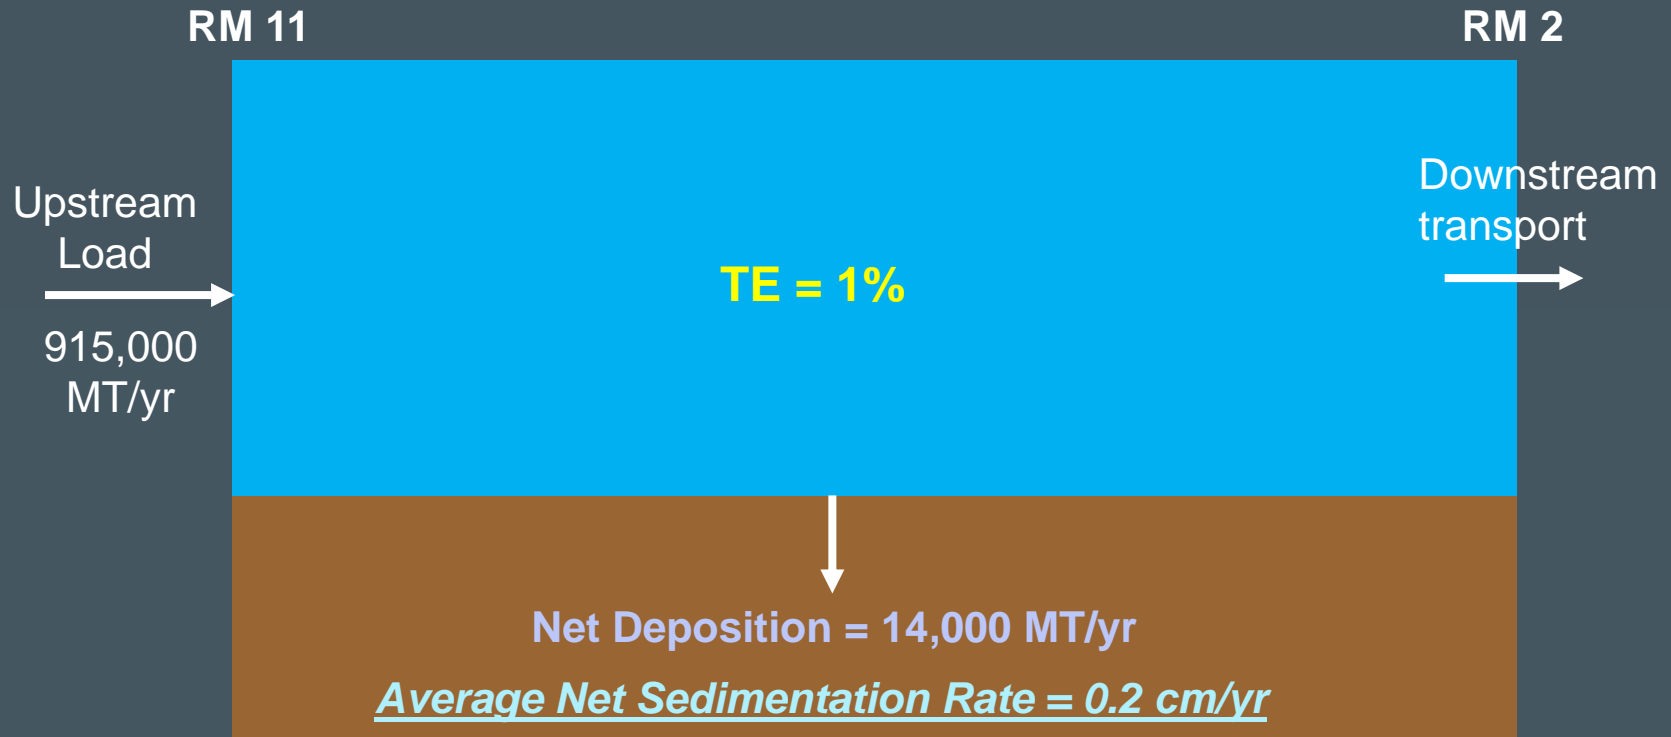 RM 11
RM 2
Upstream
Load
915,000
MT/yr
TE = 1%
Downstream
transport
Net Deposition = 14,000 MT/yr
Average Net Sedimentation Rate = 0.2 cm/yr